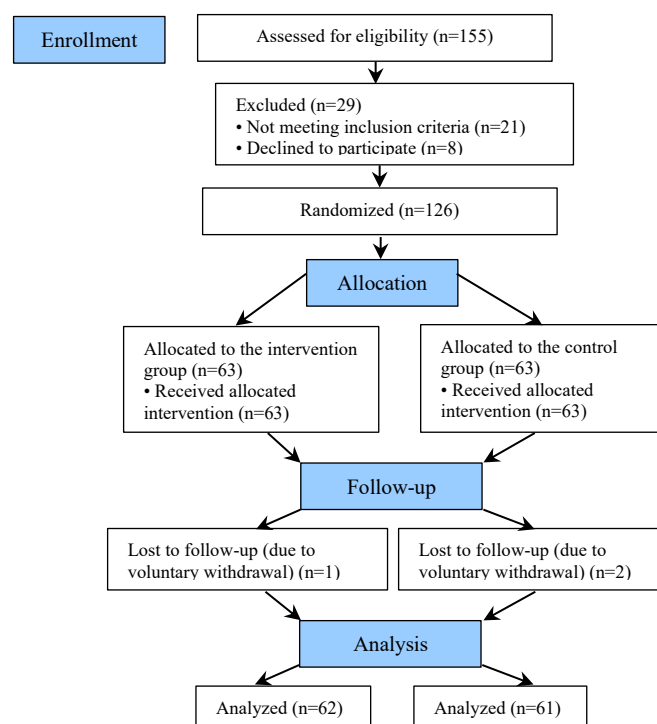 Enrollment
Assessed for eligibility (n=155)
Excluded (n=29)
• Not meeting inclusion criteria (n=21)
• Declined to participate (n=8)
Randomized (n=126)
Allocation
Allocated to the intervention
group (n=63)
• Received allocated
intervention (n=63)
Allocated to the control
group (n=63)
• Received allocated
intervention (n=63)
Follow-up
Lost to follow-up (due to
voluntary withdrawal) (n=1)
Lost to follow-up (due to
voluntary withdrawal) (n=2)
Analysis
Analyzed (n=62)
Analyzed (n=61)